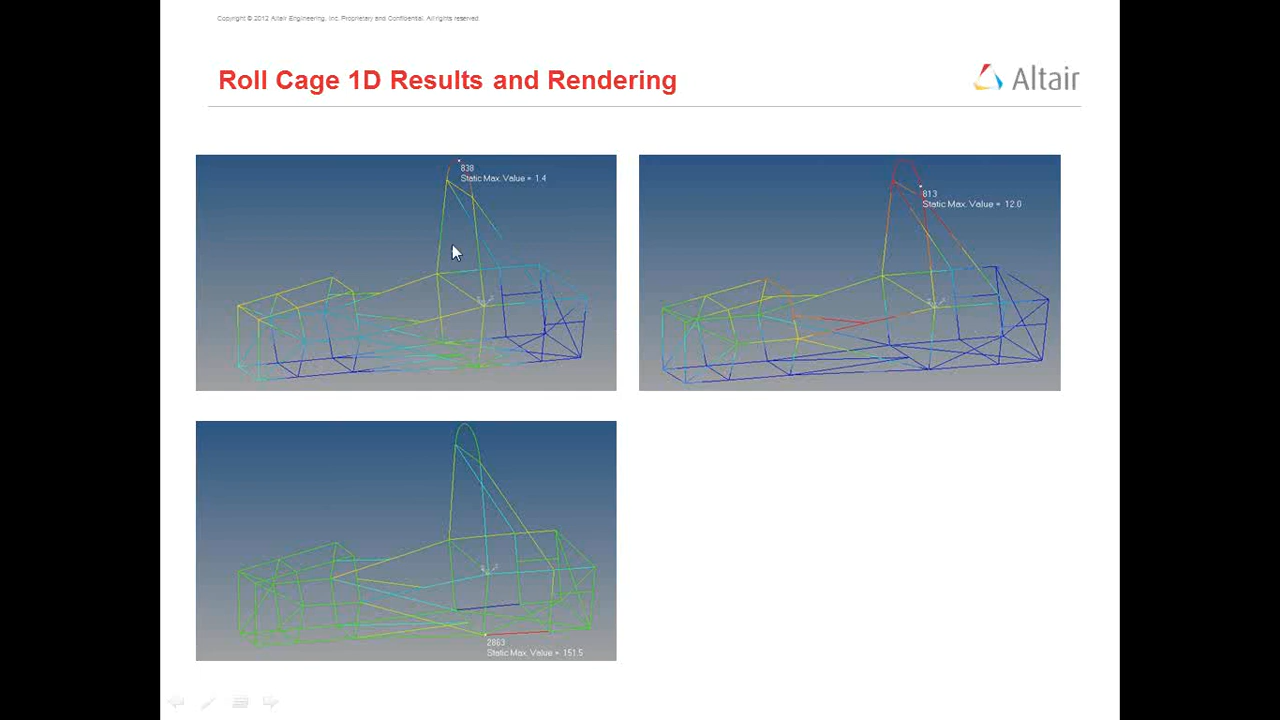 Copyright © 2012 Altair Engineering, Inc. Proprietary and Confidential. All rights reserved
Roll Cage 1D Results and Rendering
Altair
838
Static Max. Value = 1.4
813
Static Max. Value = 12.0
2863
Static Max. Value = 151.5